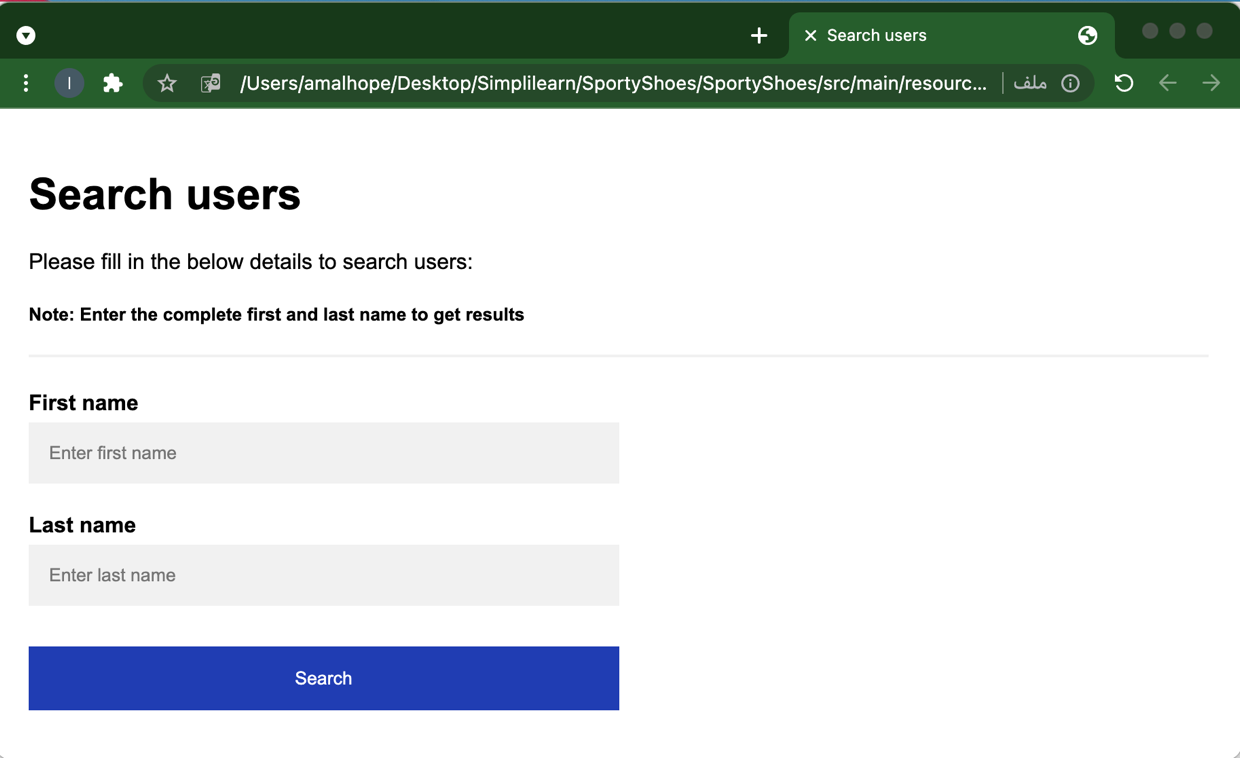 Search users
I
/Users/amalhope/Desktop/Simplilearn/SportyShoes/SportyShoes/src/main/resourc...
ملف
Search users
Please fill in the below details to search users:
Note: Enter the complete first and last name to get results
First name
Enter first name
Last name
Enter last name
Search